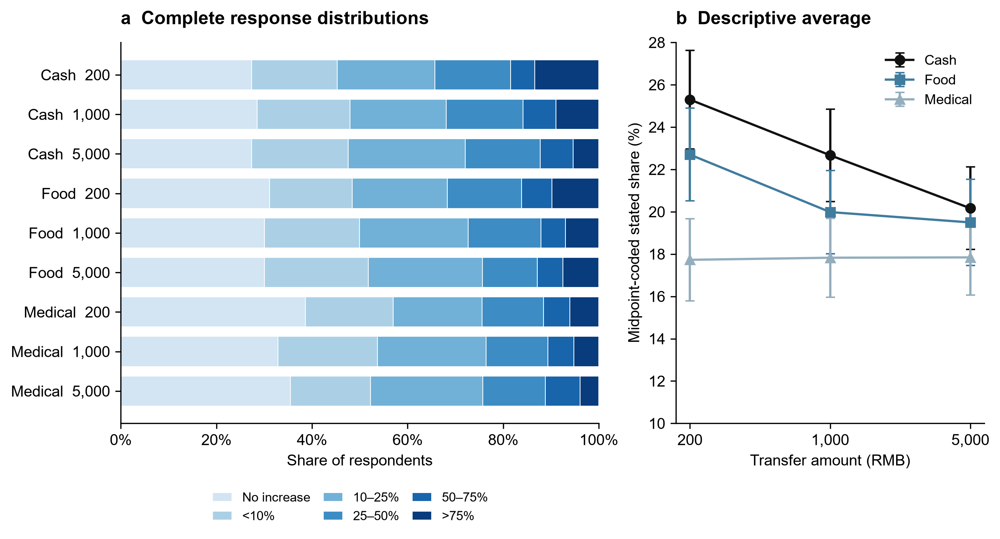 a Complete response distributions
Cash 200
Cash 1,000
Cash 5,000
Food 200
Food 1,000
Food 5,000
Medical 200
Medical 1,000
Medical 5,000
0% 20% 40% 60% 80% 100%
Share of respondents
No increase 10–25% 50–75%
<10% 25–50% >75%
b Descriptive average
Midpoint-coded stated share (%)
28
26
24
22
20
18
16
14
12
10
Cash
Food
Medical
200 1,000 5,000
Transfer amount (RMB)